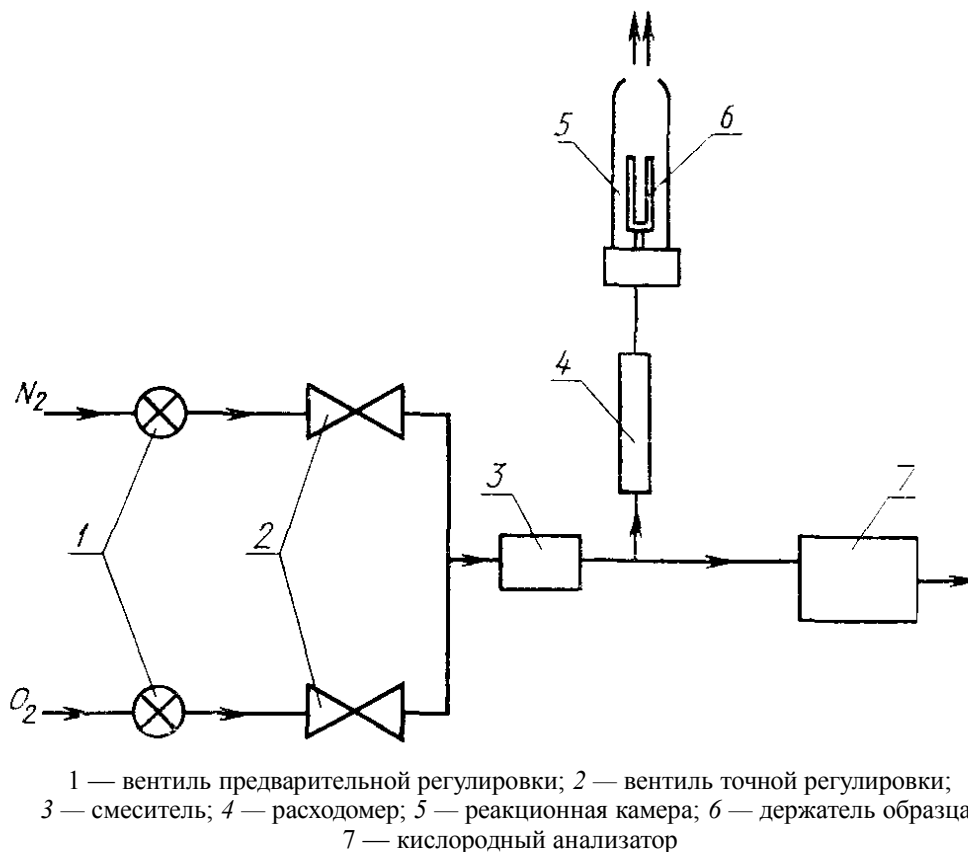 5
6
4
N2
3
7
1
2
O2
1 — вентиль предварительной регулировки; 2 — вентиль точной регулировки;
3 — смеситель; 4 — расходомер; 5 — реакционная камера; 6 — держатель образца
7 — кислородный анализатор